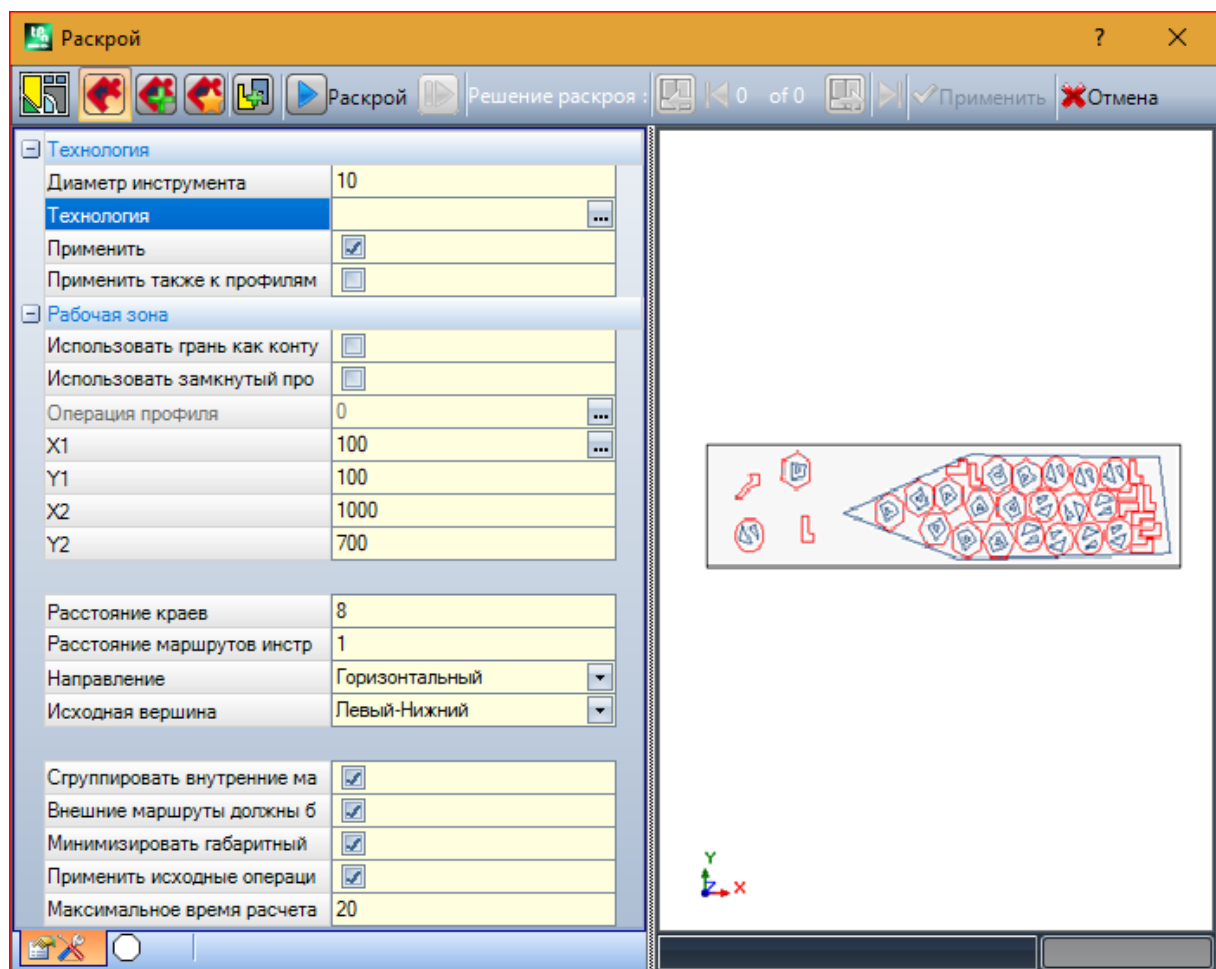 Раскрой
?
Раскрой
Решение раскроя :
0 of 0
Применить
Отмена
Технология
Диаметр инструмента 10
Технология ...
Применить
Применить также к профилям
Рабочая зона
Использовать грань как конту
Использовать замкнутый про
Операция профиля 0 ...
X1 100 ...
Y1 100
X2 1000
Y2 700
Расстояние краев 8
Расстояние маршрутов инстр 1
Направление Горизонтальный
Исходная вершина Левый-Нижний
Сгруппировать внутренние ма
Внешние маршруты должны б
Минимизировать габаритный
Применить исходные операци
Максимальное время расчета 20
Y
Z X